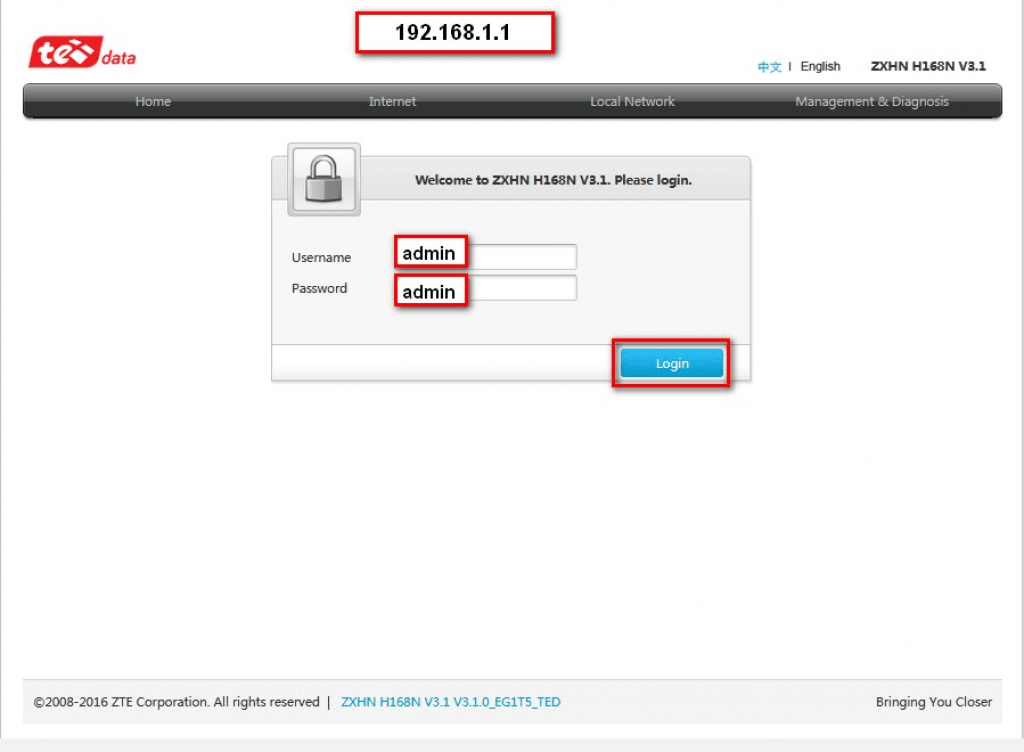 192.168.1.1
te data
中文 | English ZXHN H168N V3.1
Home Internet Local Network Management & Diagnosis
Welcome to ZXHN H168N V3.1. Please login.
Username admin
Password admin
Login
©2008-2016 ZTE Corporation. All rights reserved | ZXHN H168N V3.1 V3.1.0_EG1T5_TED Bringing You Closer